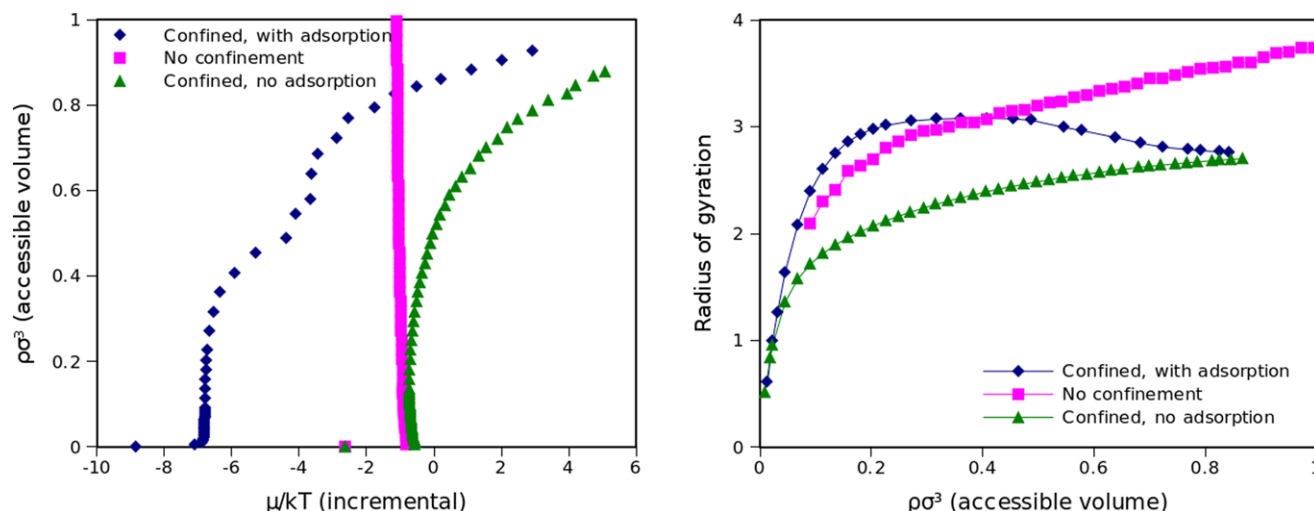 Confined, with adsorption
No confinement
Confined, no adsorption
1
0.8
0.6
0.4
0.2
0
-10
-8
-6
-4
-2
0
2
4
6
ρσ³ (accessible volume)
μ/kT (incremental)
4
3
2
1
0
0
0.2
0.4
0.6
0.8
1
Radius of gyration
ρσ³ (accessible volume)
Confined, with adsorption
No confinement
Confined, no adsorption